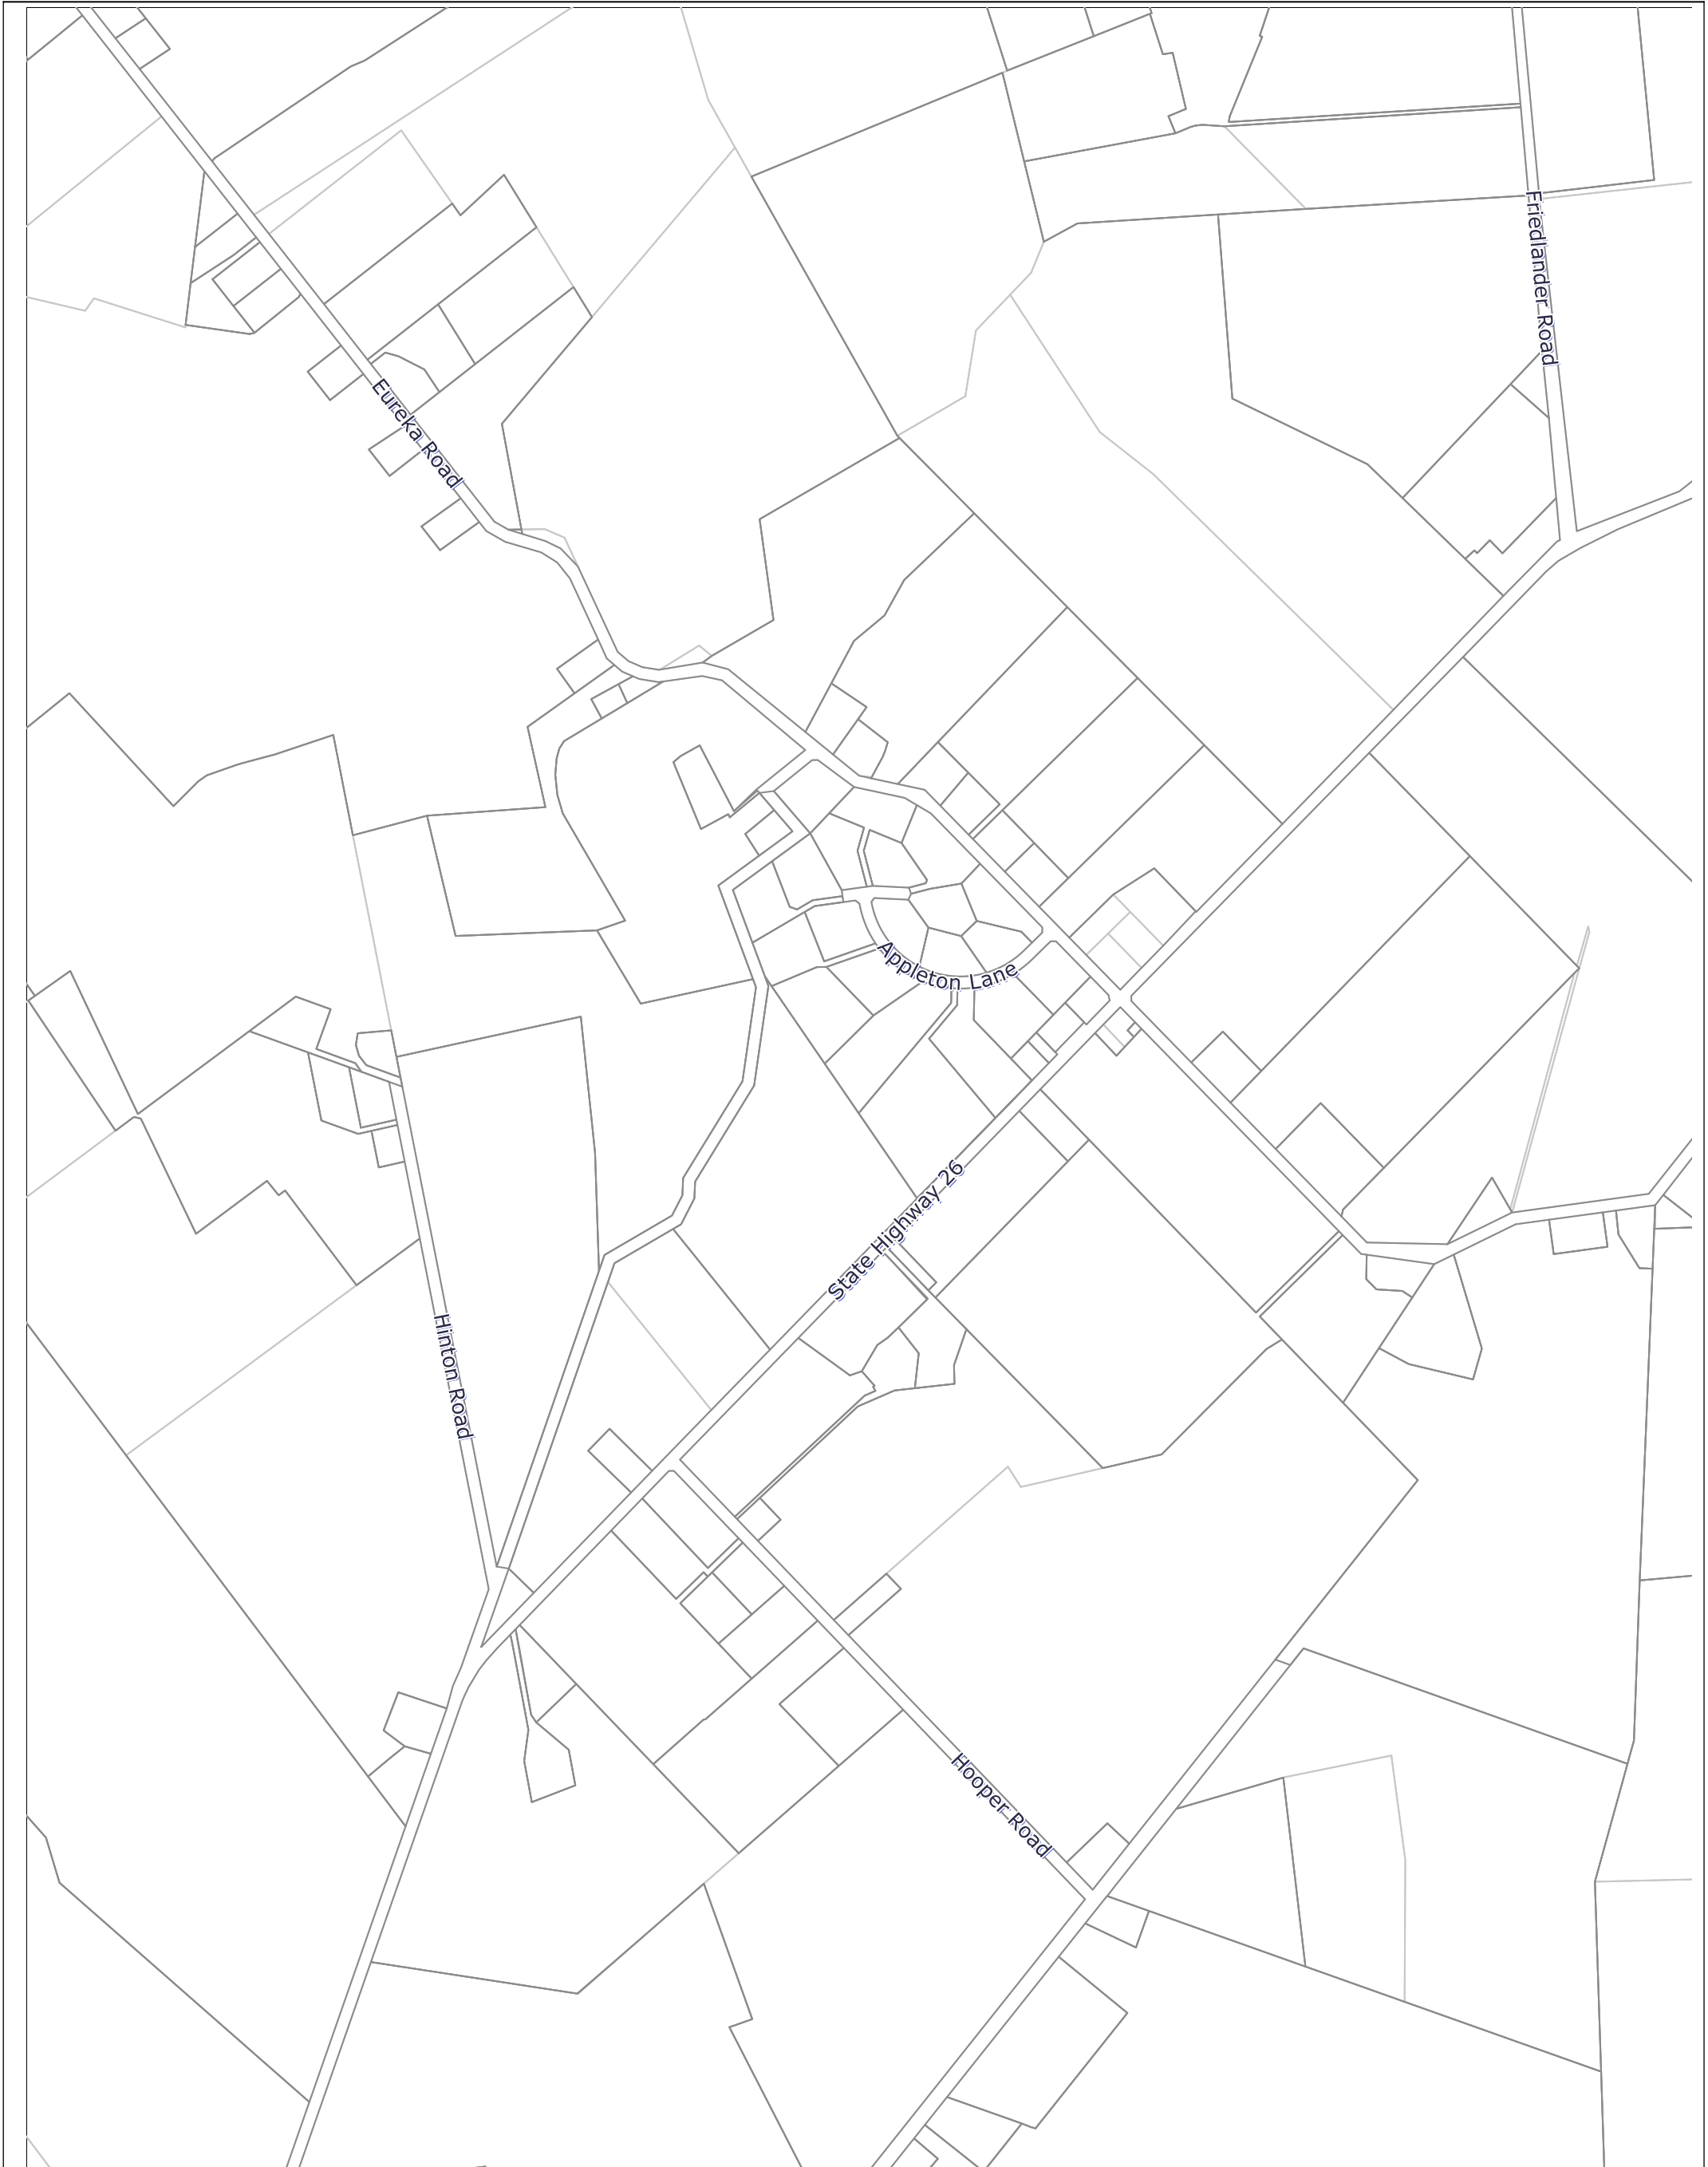 Friedlander Road
Eureka Road
Appleton Lane
State Highway 26
Hinton Road
Hooper Road